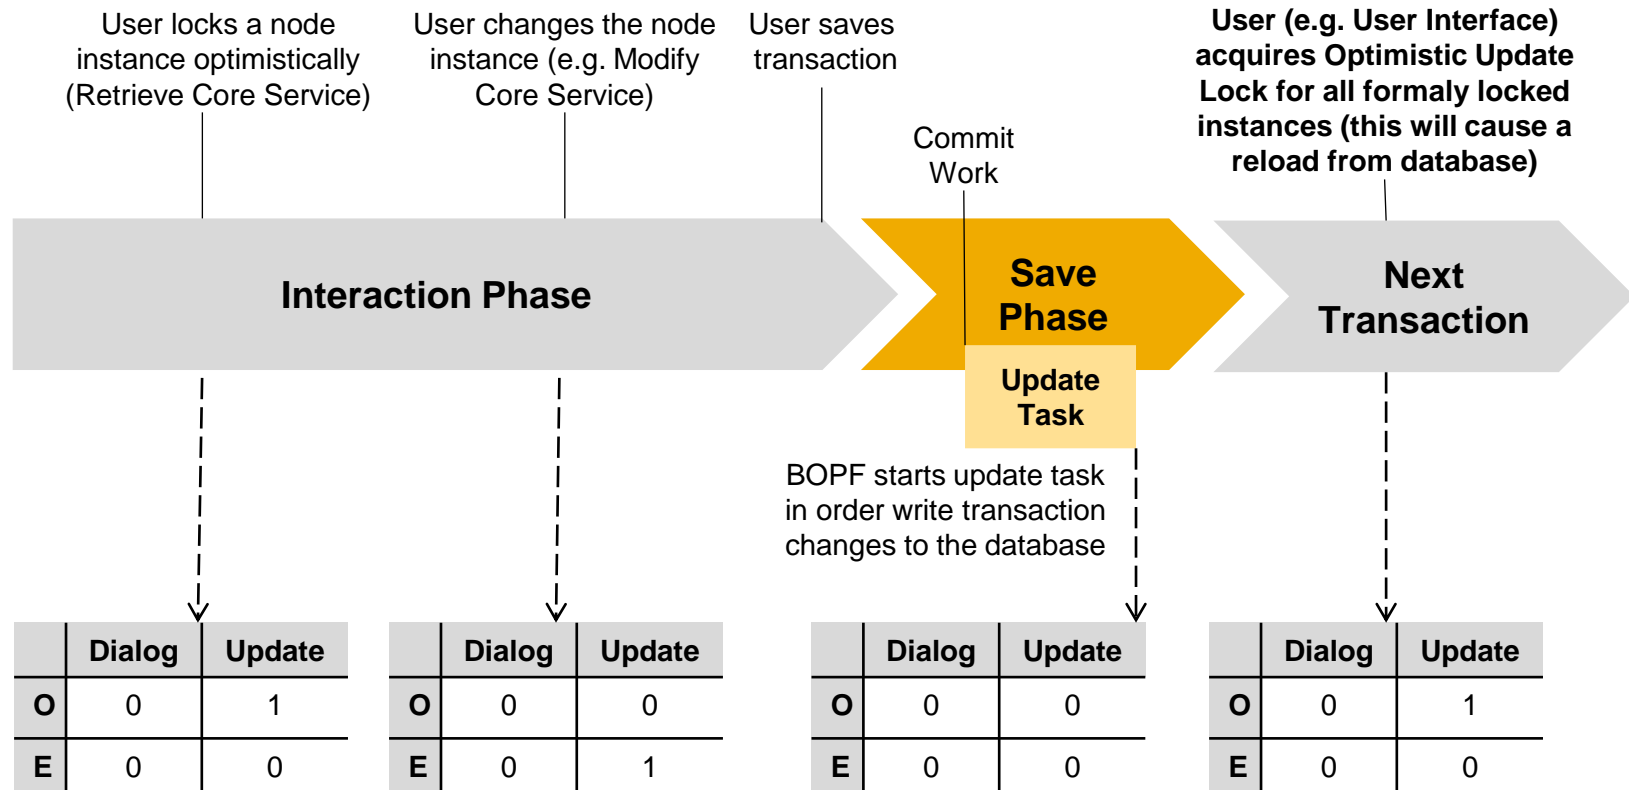 User locks a node
instance optimistically
(Retrieve Core Service)
User changes the node
instance (e.g. Modify
Core Service)
User saves
transaction
Commit
Work
User (e.g. User Interface)
acquires Optimistic Update
Lock for all formaly locked
instances (this will cause a
reload from database)
Interaction Phase
Save
Phase
Next
Transaction
Update
Task
BOPF starts update task
in order write transaction
changes to the database
Dialog Update
O 0 1
E 0 0
Dialog Update
O 0 0
E 0 1
Dialog Update
O 0 0
E 0 0
Dialog Update
O 0 1
E 0 0